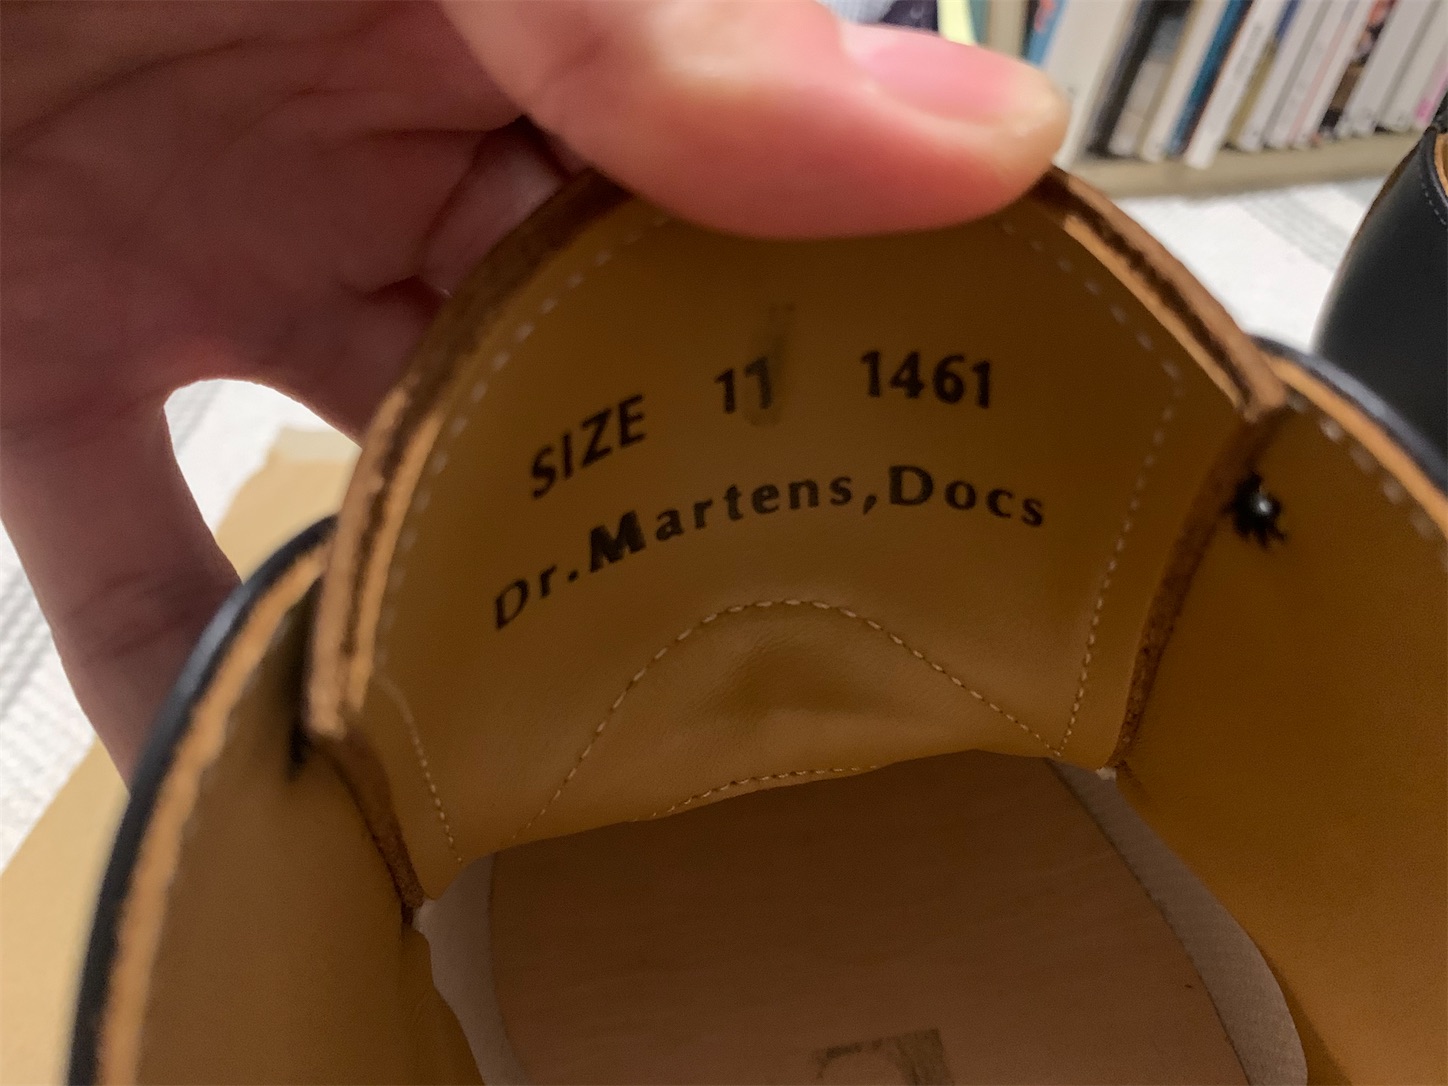 SIZE 11 1461
Dr.Martens,Docs